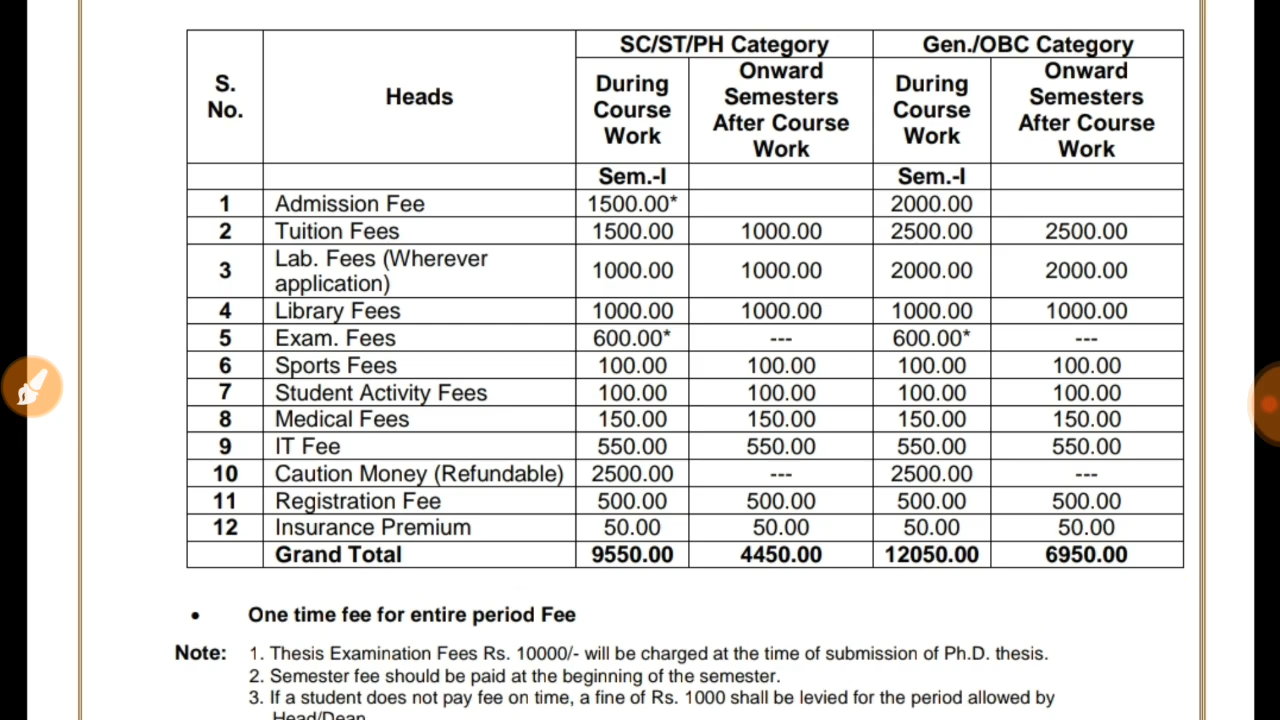 SC/ST/PH Category Gen./OBC Category
S. No. Heads During Course Work Onward Semesters After Course Work During Course Work Onward Semesters After Course Work
Sem.-I Sem.-I
1 Admission Fee 1500.00* 2000.00
2 Tuition Fees 1500.00 1000.00 2500.00 2500.00
3 Lab. Fees (Wherever application) 1000.00 1000.00 2000.00 2000.00
4 Library Fees 1000.00 1000.00 1000.00 1000.00
5 Exam. Fees 600.00* --- 600.00* ---
6 Sports Fees 100.00 100.00 100.00 100.00
7 Student Activity Fees 100.00 100.00 100.00 100.00
8 Medical Fees 150.00 150.00 150.00 150.00
9 IT Fee 550.00 550.00 550.00 550.00
10 Caution Money (Refundable) 2500.00 --- 2500.00 ---
11 Registration Fee 500.00 500.00 500.00 500.00
12 Insurance Premium 50.00 50.00 50.00 50.00
Grand Total 9550.00 4450.00 12050.00 6950.00
• One time fee for entire period Fee
Note: 1. Thesis Examination Fees Rs. 10000/- will be charged at the time of submission of Ph.D. thesis.
2. Semester fee should be paid at the beginning of the semester.
3. If a student does not pay fee on time, a fine of Rs. 1000 shall be levied for the period allowed by
Head/Dean